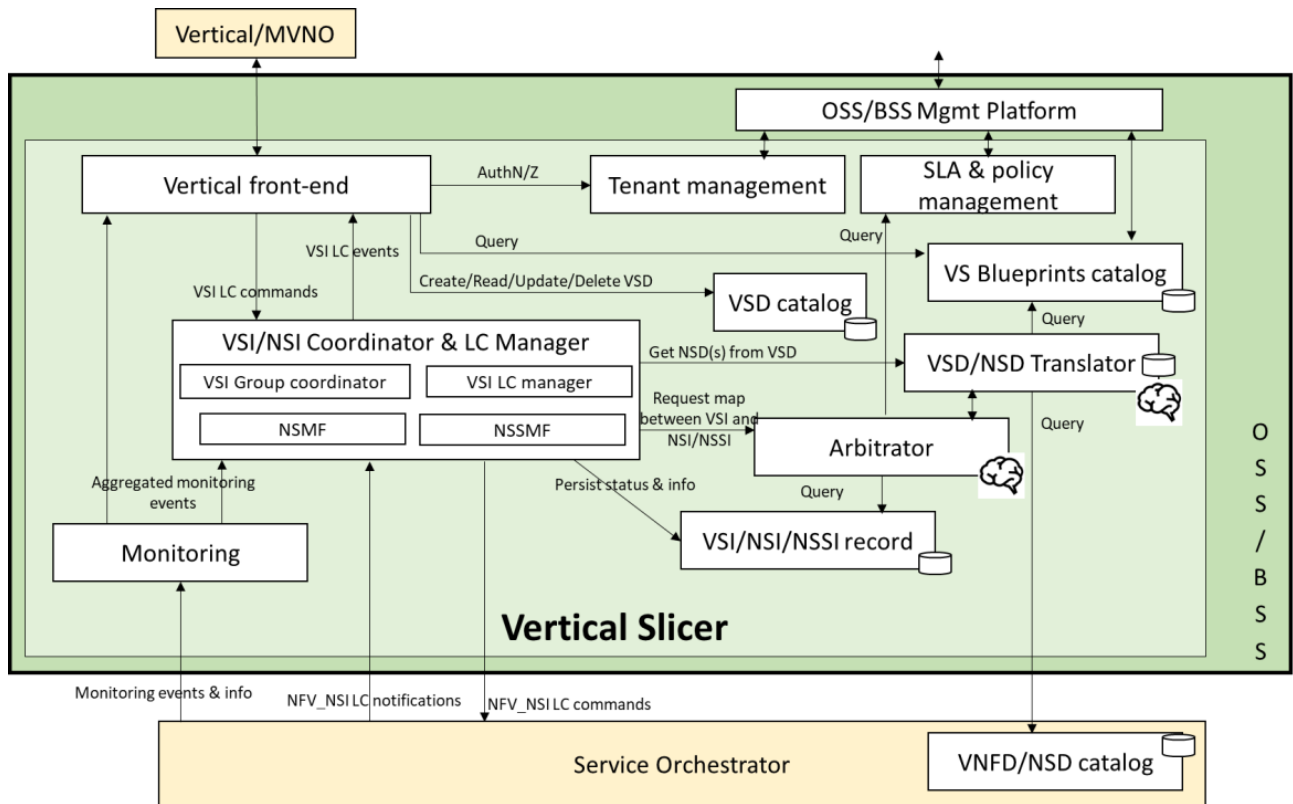 Vertical/MVNO
OSS/BSS Mgmt Platform
Vertical front-end
AuthN/Z
Tenant management
SLA & policy
management
VSI LC events
Query
Query
VS Blueprints catalog
VSI LC commands
Create/Read/Update/Delete VSD
VSD catalog
Query
VSI/NSI Coordinator & LC Manager
Get NSD(s) from VSD
VSD/NSD Translator
VSI Group coordinator
VSI LC manager
NSMF
NSSMF
Request map
between VSI and
NSI/NSSI
Query
Arbitrator
Aggregated monitoring
events
Persist status & info
Query
Monitoring
VSI/NSI/NSSI record
Vertical Slicer
O
S
S
/
B
S
S
Monitoring events & info
NFV_NSI LC notifications
NFV_NSI LC commands
Service Orchestrator
VNFD/NSD catalog